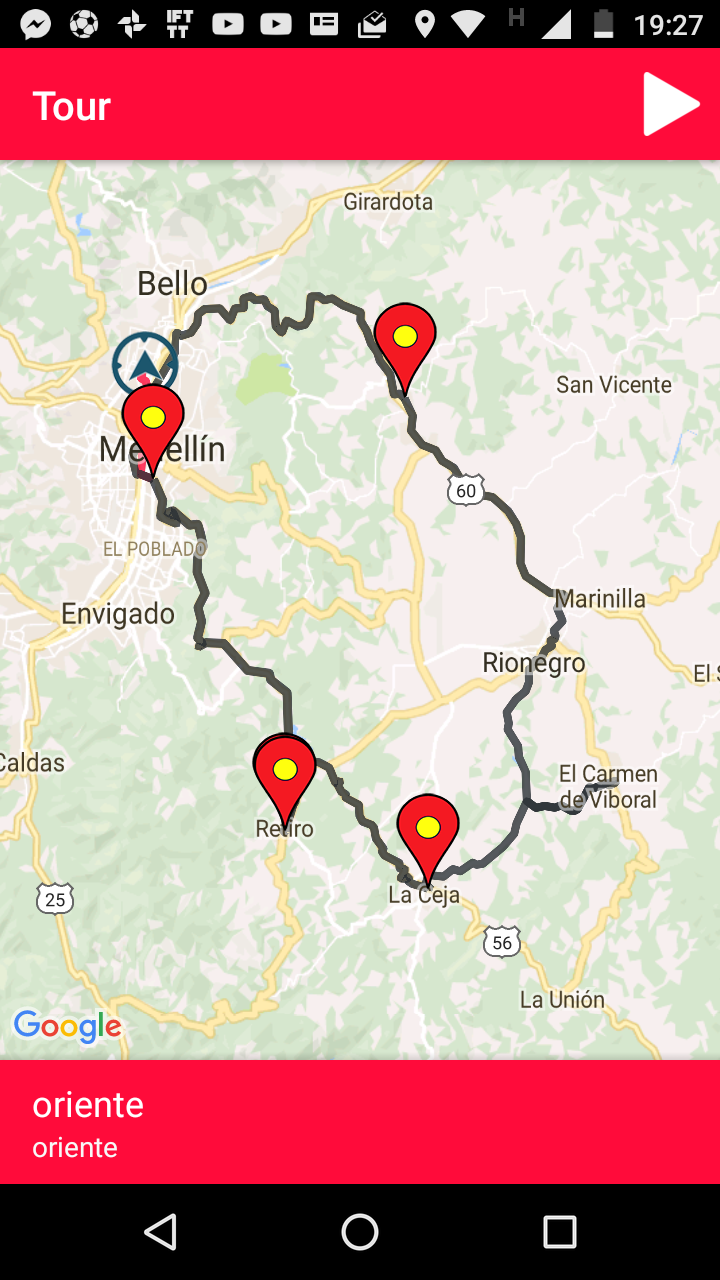 IFTT
H
19:27
Tour
Girardota
Bello
San Vicente
Medellín
60
EL POBLADO
Envigado
Marinilla
Rionegro
El S
Caldas
El Carmen
de Viboral
Retiro
La Ceja
25
56
La Unión
Google
oriente
oriente